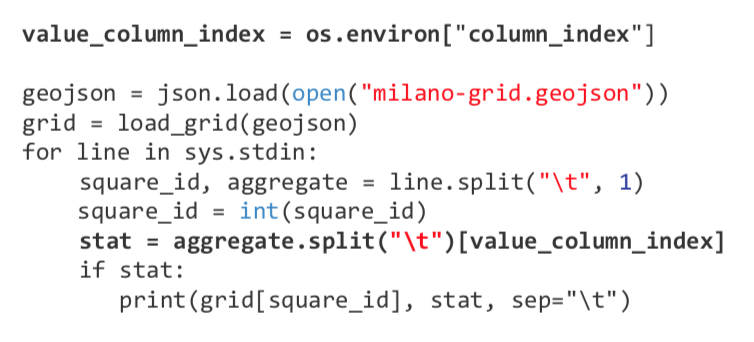 value_column_index = os.environ["column_index"]
geojson = json.load(open("milano-grid.geojson"))
grid = load_grid(geojson)
for line in sys.stdin:
    square_id, aggregate = line.split("\t", 1)
    square_id = int(square_id)
    stat = aggregate.split("\t")[value_column_index]
    if stat:
        print(grid[square_id], stat, sep="\t")